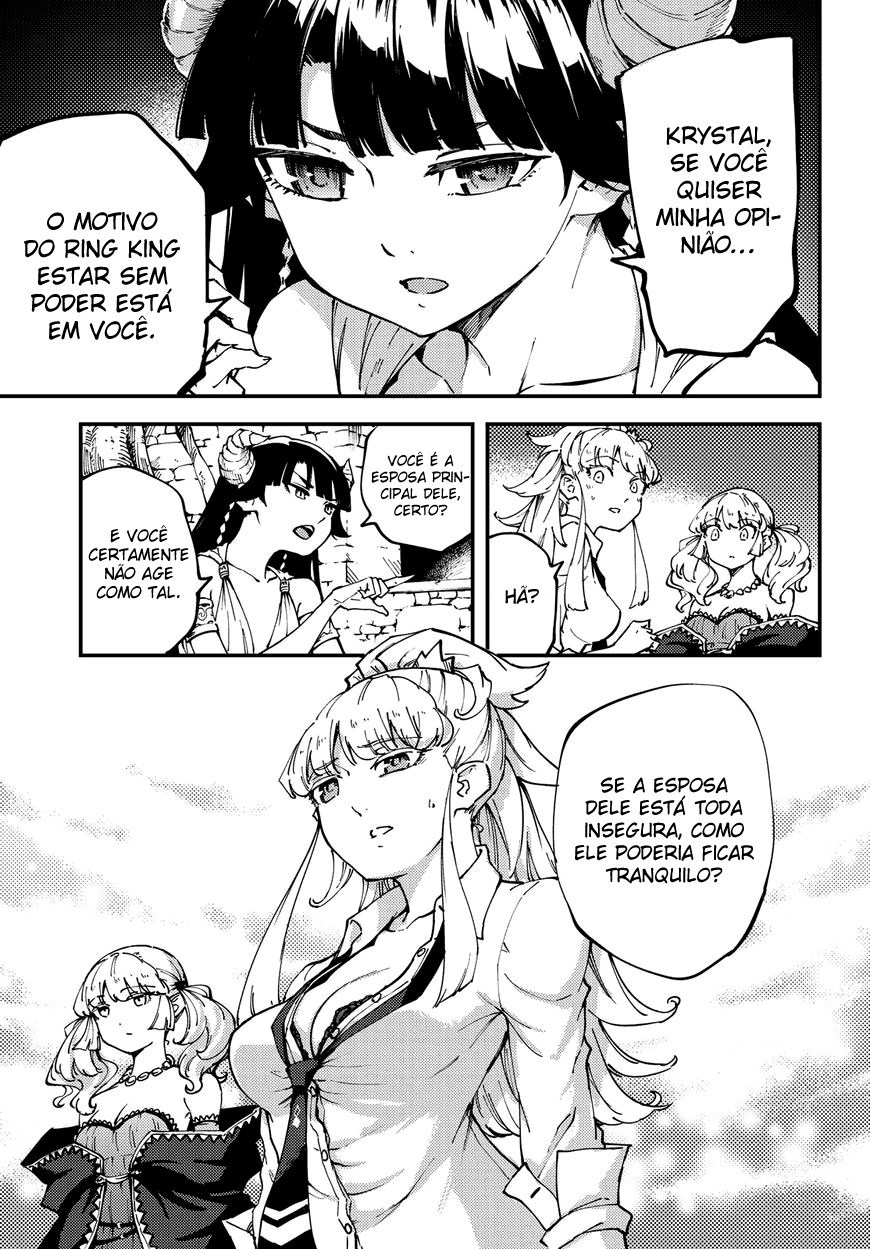 KRYSTAL,
SE VOCÊ
QUISER
MINHA OPI-
NIÃO...
O MOTIVO
DO RING KING
ESTAR SEM
PODER ESTÁ
EM VOCÊ.
HÃ?
VOCÊ É A
ESPOSA PRIN-
CIPAL DELE,
CERTO?
E VOCÊ
CERTAMENTE
NÃO AGE
COMO TAL.
SE A ESPOSA
DELE ESTÁ TODA
INSEGURA, COMO
ELE PODERIA FICAR
TRANQUILO?